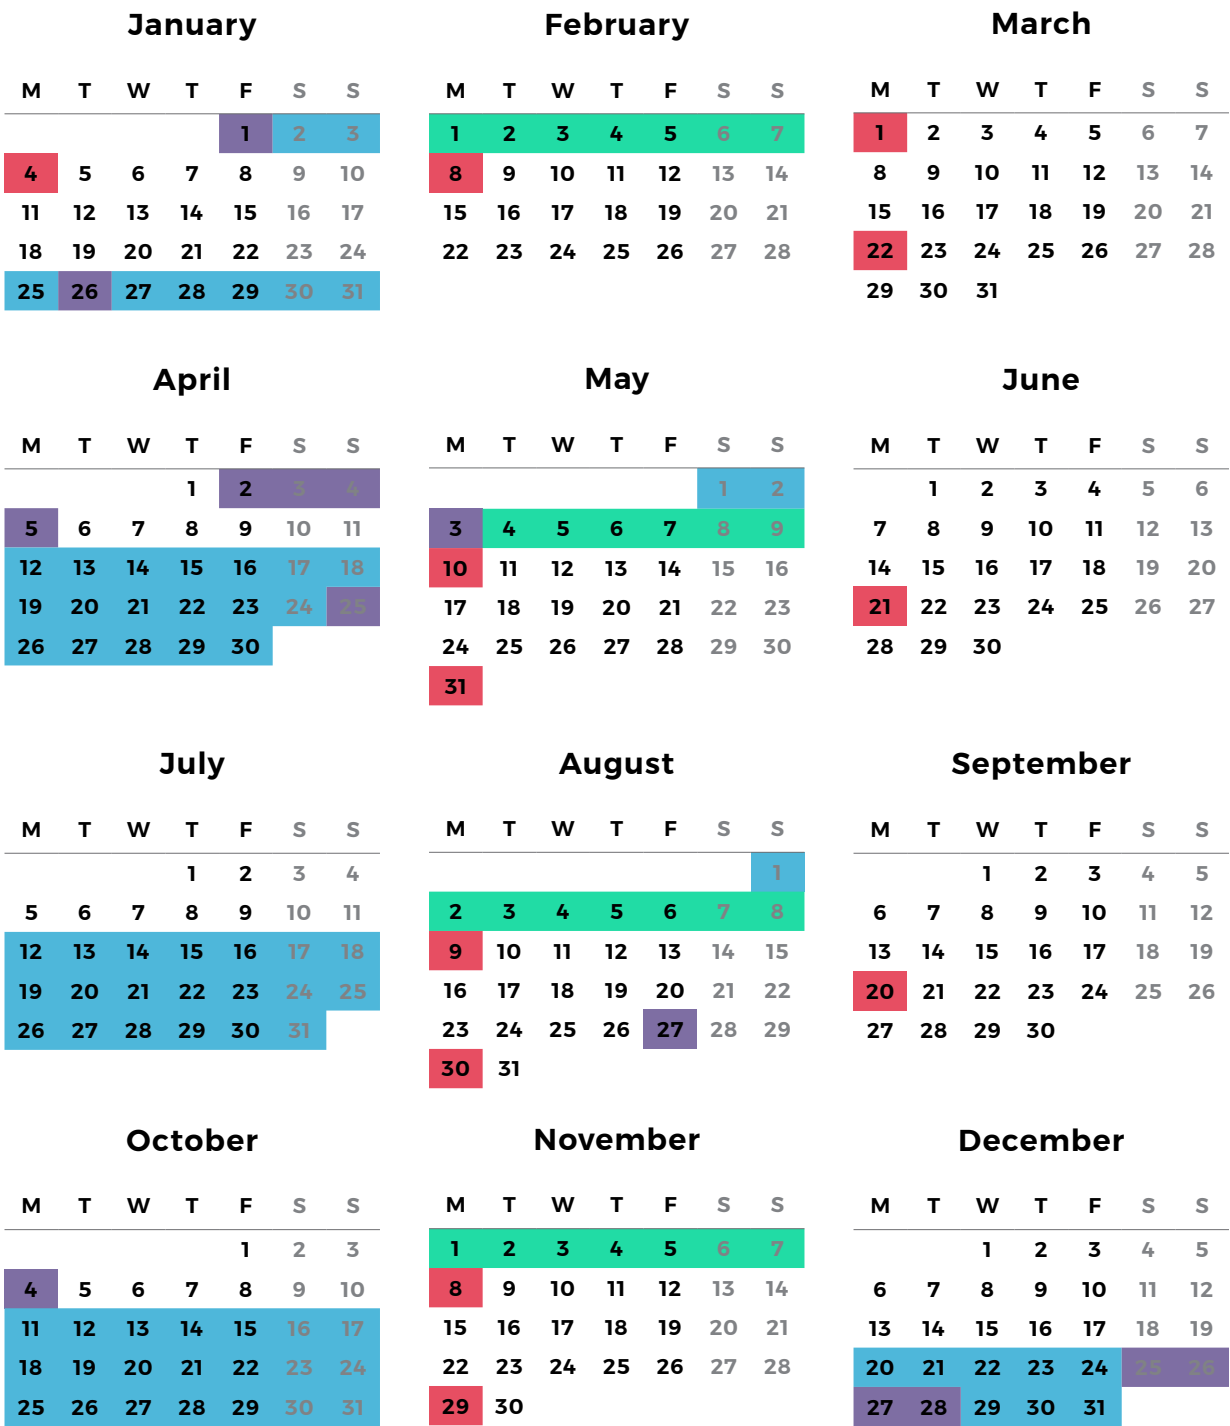 January
M T W T F S S
1 2 3
4 5 6 7 8 9 10
11 12 13 14 15 16 17
18 19 20 21 22 23 24
25 26 27 28 29 30 31
February
M T W T F S S
1 2 3 4 5 6 7
8 9 10 11 12 13 14
15 16 17 18 19 20 21
22 23 24 25 26 27 28
March
M T W T F S S
1 2 3 4 5 6 7
8 9 10 11 12 13 14
15 16 17 18 19 20 21
22 23 24 25 26 27 28
29 30 31
April
M T W T F S S
1 2 3 4
5 6 7 8 9 10 11
12 13 14 15 16 17 18
19 20 21 22 23 24 25
26 27 28 29 30
May
M T W T F S S
1 2
3 4 5 6 7 8 9
10 11 12 13 14 15 16
17 18 19 20 21 22 23
24 25 26 27 28 29 30
31
June
M T W T F S S
1 2 3 4 5 6
7 8 9 10 11 12 13
14 15 16 17 18 19 20
21 22 23 24 25 26 27
28 29 30
July
M T W T F S S
1 2 3 4
5 6 7 8 9 10 11
12 13 14 15 16 17 18
19 20 21 22 23 24 25
26 27 28 29 30 31
August
M T W T F S S
1
2 3 4 5 6 7 8
9 10 11 12 13 14 15
16 17 18 19 20 21 22
23 24 25 26 27 28 29
30 31
September
M T W T F S S
1 2 3 4 5
6 7 8 9 10 11 12
13 14 15 16 17 18 19
20 21 22 23 24 25 26
27 28 29 30
October
M T W T F S S
1 2 3
4 5 6 7 8 9 10
11 12 13 14 15 16 17
18 19 20 21 22 23 24
25 26 27 28 29 30 31
November
M T W T F S S
1 2 3 4 5 6 7
8 9 10 11 12 13 14
15 16 17 18 19 20 21
22 23 24 25 26 27 28
29 30
December
M T W T F S S
1 2 3 4 5
6 7 8 9 10 11 12
13 14 15 16 17 18 19
20 21 22 23 24 25 26
27 28 29 30 31